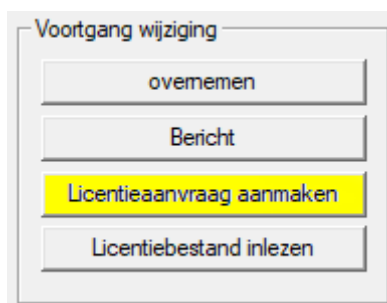 Voortgang wijziging
overnemen
Bericht
Licentieaanvraag aanmaken
Licentiebestand inlezen